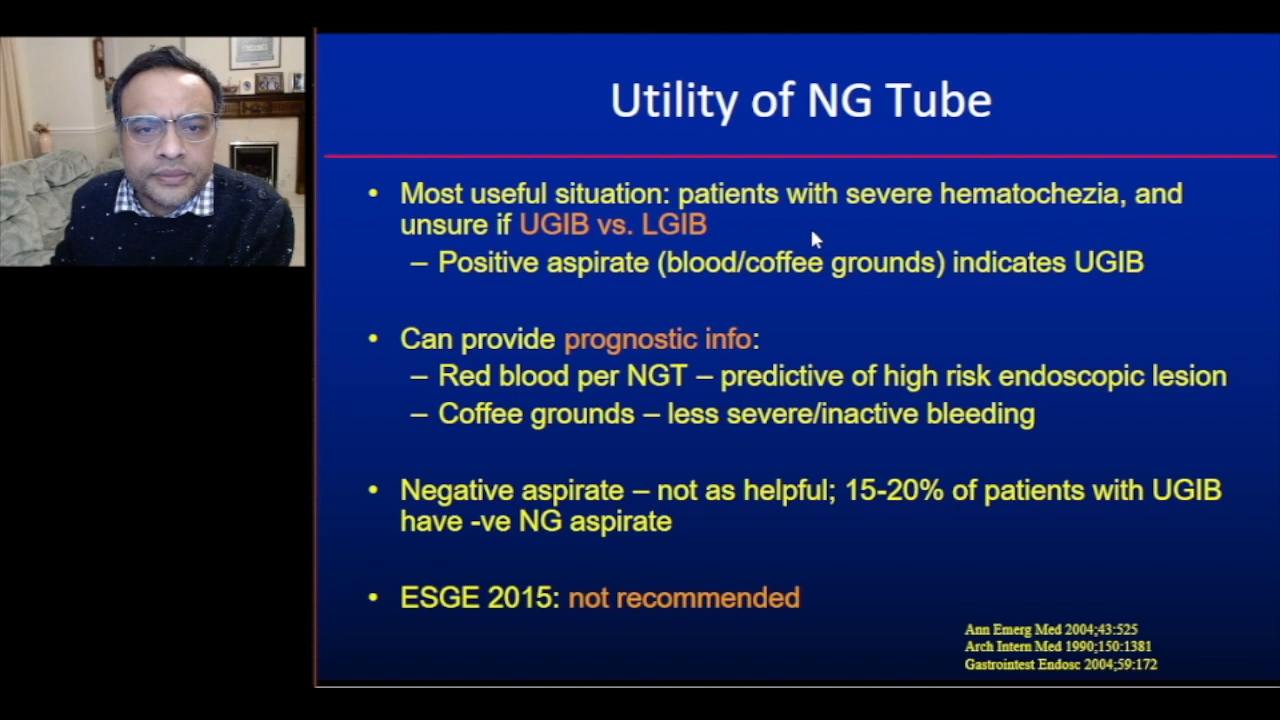 Utility of NG Tube
• Most useful situation: patients with severe hematochezia, and
unsure if UGIB vs. LGIB
– Positive aspirate (blood/coffee grounds) indicates UGIB
• Can provide prognostic info:
– Red blood per NGT – predictive of high risk endoscopic lesion
– Coffee grounds – less severe/inactive bleeding
• Negative aspirate – not as helpful; 15-20% of patients with UGIB
have -ve NG aspirate
• ESGE 2015: not recommended
Ann Emerg Med 2004;43:525
Arch Intern Med 1990;150:1381
Gastrointest Endosc 2004;59:172